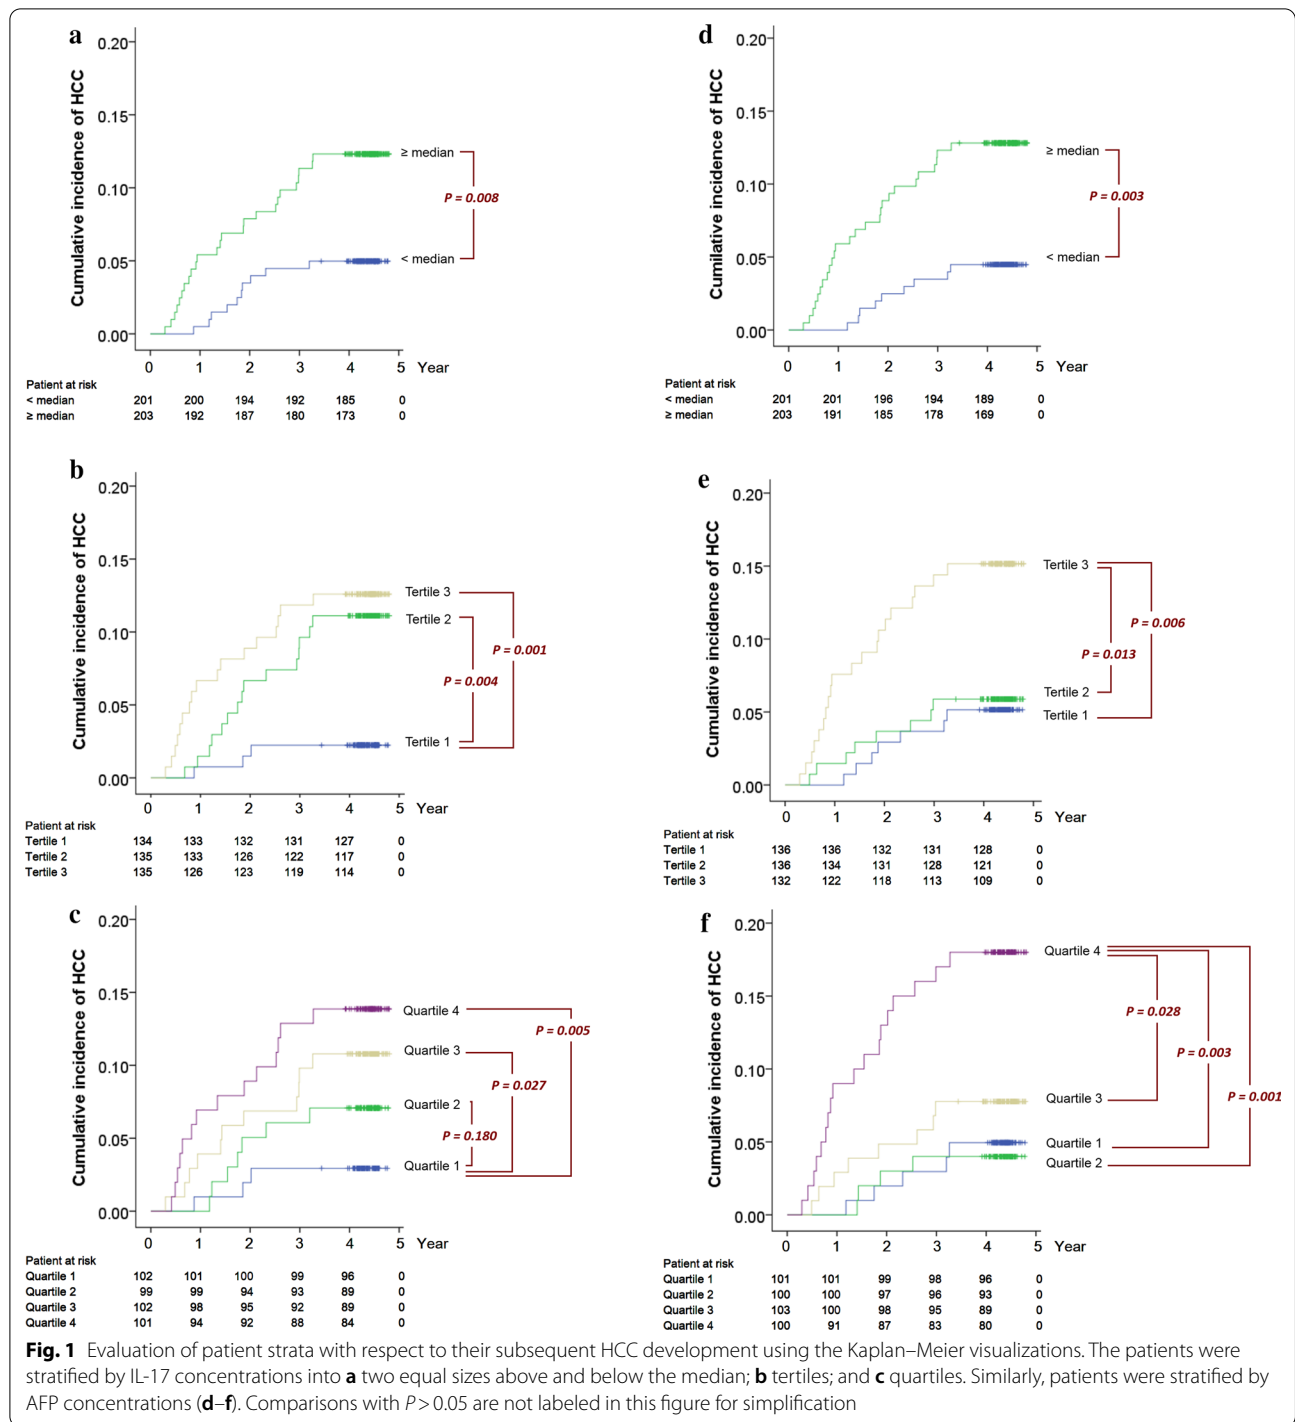 a
0.20
0.15
0.10
0.05
0.00
Cumulative incidence of HCC
≥ median
P = 0.008
< median
0 1 2 3 4 5 Year
Patient at risk
< median 201 200 194 192 185 0
≥ median 203 192 187 180 173 0
d
0.20
0.15
0.10
0.05
0.00
Cumilative incidence of HCC
≥ median
P = 0.003
< median
0 1 2 3 4 5 Year
Patient at risk
< median 201 201 196 194 189 0
≥ median 203 191 185 178 169 0
b
0.20
0.15
0.10
0.05
0.00
Cumulative incidence of HCC
Tertile 3
Tertile 2
P = 0.001
P = 0.004
Tertile 1
0 1 2 3 4 5 Year
Patient at risk
Tertile 1 134 133 132 131 127 0
Tertile 2 135 133 126 122 117 0
Tertile 3 135 126 123 119 114 0
e
0.20
0.15
0.10
0.05
0.00
Cumulative incidence of HCC
Tertile 3
P = 0.006
P = 0.013
Tertile 2
Tertile 1
0 1 2 3 4 5 Year
Patient at risk
Tertile 1 136 136 132 131 128 0
Tertile 2 136 134 131 128 121 0
Tertile 3 132 122 118 113 109 0
c
0.20
0.15
0.10
0.05
0.00
Cumulative incidence of HCC
Quartile 4
P = 0.005
Quartile 3
P = 0.027
Quartile 2
P = 0.180
Quartile 1
0 1 2 3 4 5 Year
Patient at risk
Quartile 1 102 101 100 99 96 0
Quartile 2 99 99 94 93 89 0
Quartile 3 102 98 95 92 89 0
Quartile 4 101 94 92 88 84 0
f
0.20
0.15
0.10
0.05
0.00
Cumulative incidence of HCC
Quartile 4
P = 0.028
P = 0.003
P = 0.001
Quartile 3
Quartile 1
Quartile 2
0 1 2 3 4 5 Year
Patient at risk
Quartile 1 101 101 99 98 96 0
Quartile 2 100 100 97 96 93 0
Quartile 3 103 100 98 95 89 0
Quartile 4 100 91 87 83 80 0
Fig. 1 Evaluation of patient strata with respect to their subsequent HCC development using the Kaplan–Meier visualizations. The patients were
stratified by IL-17 concentrations into a two equal sizes above and below the median; b tertiles; and c quartiles. Similarly, patients were stratified by
AFP concentrations (d–f). Comparisons with P > 0.05 are not labeled in this figure for simplification